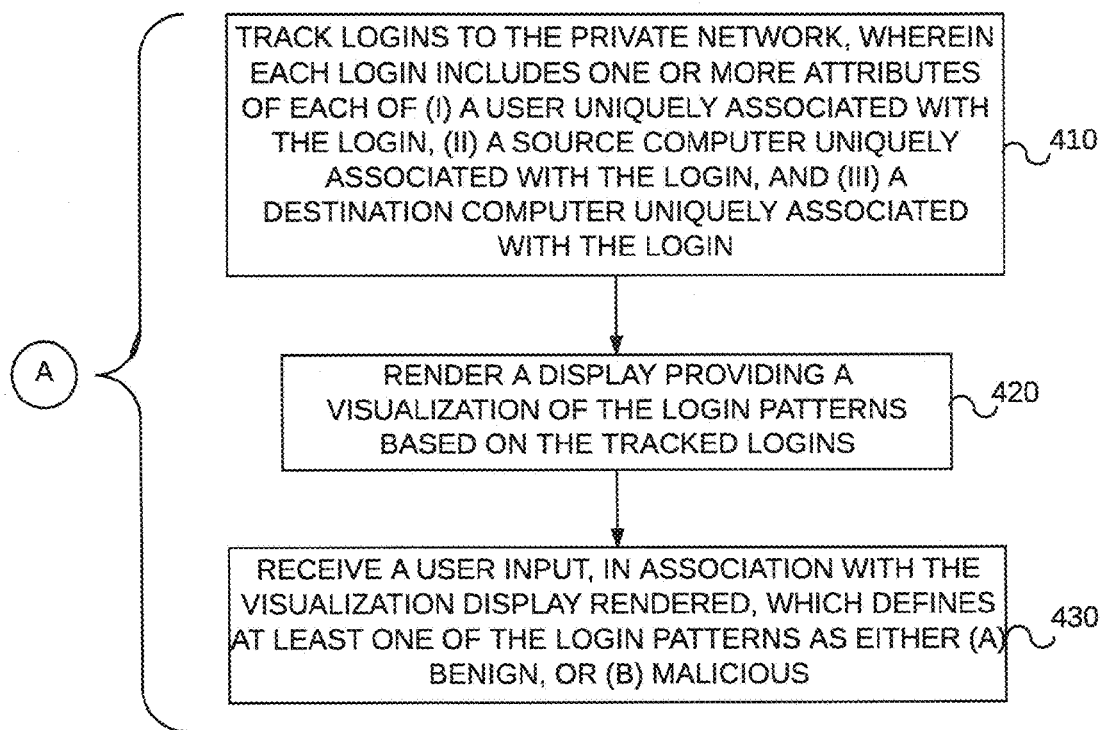 TRACK LOGINS TO THE PRIVATE NETWORK, WHEREIN
EACH LOGIN INCLUDES ONE OR MORE ATTRIBUTES
OF EACH OF (I) A USER UNIQUELY ASSOCIATED WITH
THE LOGIN, (II) A SOURCE COMPUTER UNIQUELY
ASSOCIATED WITH THE LOGIN, AND (III) A
DESTINATION COMPUTER UNIQUELY ASSOCIATED
WITH THE LOGIN
410
A
RENDER A DISPLAY PROVIDING A
VISUALIZATION OF THE LOGIN PATTERNS
BASED ON THE TRACKED LOGINS
420
RECEIVE A USER INPUT, IN ASSOCIATION WITH THE
VISUALIZATION DISPLAY RENDERED, WHICH DEFINES
AT LEAST ONE OF THE LOGIN PATTERNS AS EITHER (A)
BENIGN, OR (B) MALICIOUS
430